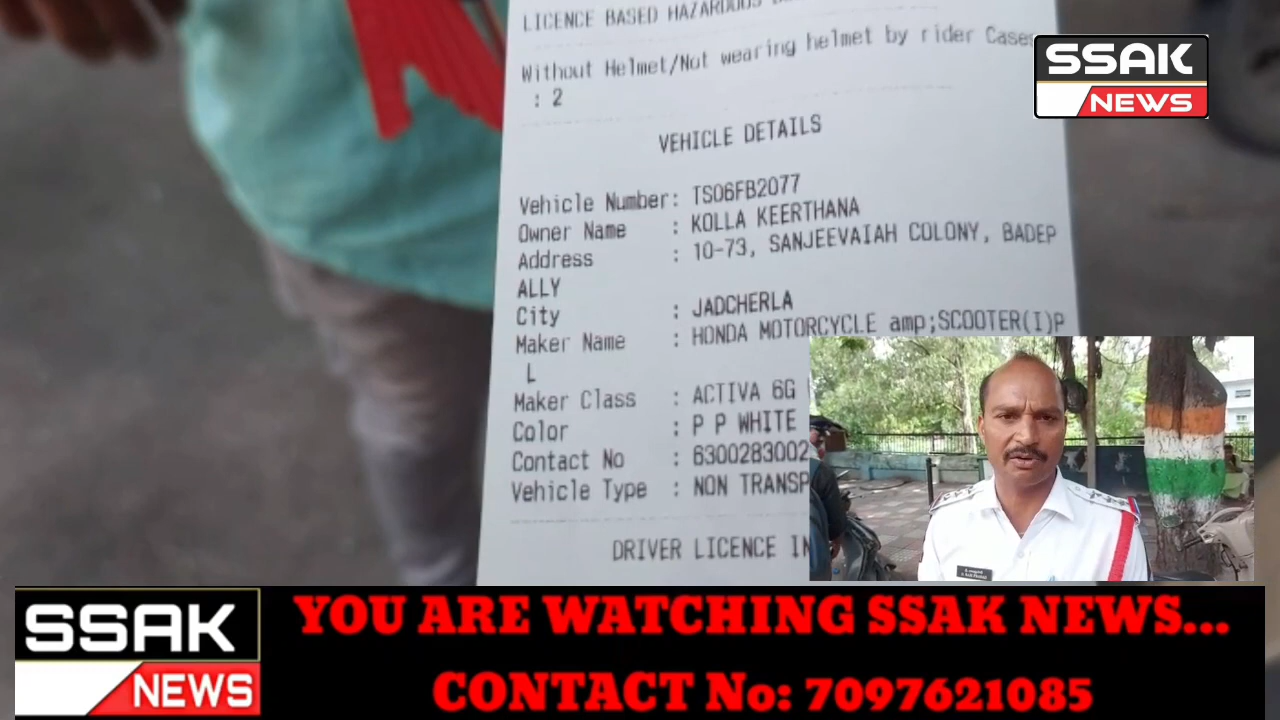 LICENCE BASED HAZARDOUS
Without Helmet/Not wearing helmet by rider Case
: 2
VEHICLE DETAILS
Vehicle Number: TS06FB2077
Owner Name : KOLLA KEERTHANA
Address : 10-73, SANJEEVAIAH COLONY, BADEP
ALLY
City : JADCHERLA
Maker Name : HONDA MOTORCYCLE amp;SCOOTER(I)P
L
Maker Class : ACTIVA 6G
Color : P P WHITE
Contact No : 6300283002
Vehicle Type : NON TRANSP
DRIVER LICENCE IN
SSAK
NEWS
SSAK
NEWS
YOU ARE WATCHING SSAK NEWS...
CONTACT No: 7097621085